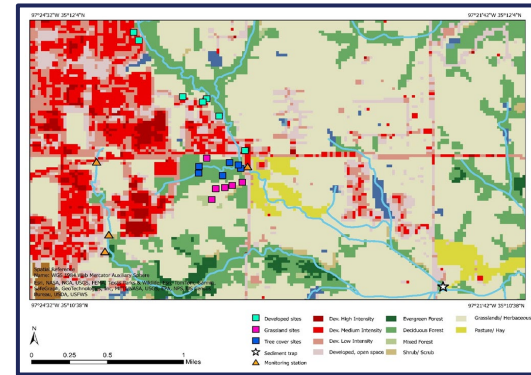 97°24'32"W 35°12'4"N
97°21'42"W 35°12'4"N
Spatial Reference
Name: WGS 1984 Web Mercator Auxiliary Sphere
97°24'32"W 35°10'38"N
97°21'42"W 35°10'38"N
N
0 0.25 0.5 1
Miles
Developed sites
Grassland sites
Tree cover sites
Sediment trap
Monitoring station
Dev. High Intensity
Dev. Medium Intensity
Dev. Low Intensity
Developed, open space
Evergreen Forest
Deciduous Forest
Mixed Forest
Shrub/ Scrub
Grasslands/ Herbaceous
Pasture/ Hay